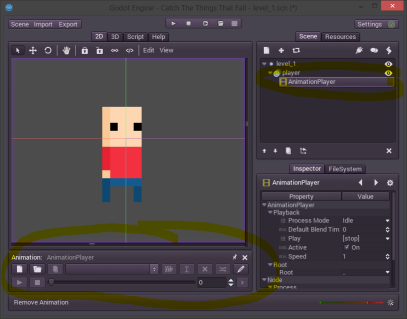 Godot Engine - Catch The Things That Fall - level_1.scn (*)
Scene Import Export
Settings
2D 3D Script Help
Scene Resources
Edit View
level_1
player
AnimationPlayer
Inspector FileSystem
AnimationPlayer
Property Value
AnimationPlayer
Playback
Process Mode Idle
Default Blend Tim 0
Play [stop]
Active On
Speed 1
Root
Root ..
Node
Process
Animation: AnimationPlayer
0
Remove Animation